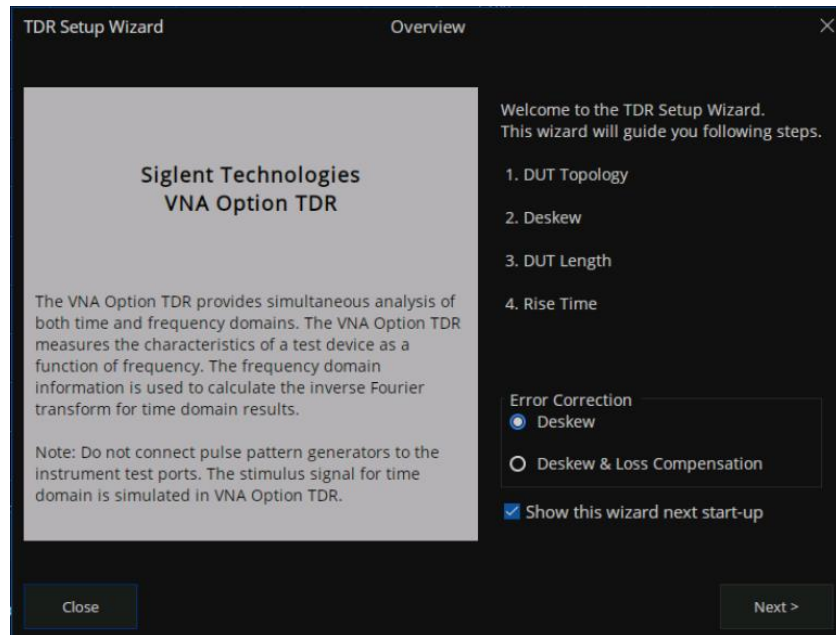 TDR Setup Wizard
Overview
Siglent Technologies
VNA Option TDR
The VNA Option TDR provides simultaneous analysis of
both time and frequency domains. The VNA Option TDR
measures the characteristics of a test device as a
function of frequency. The frequency domain
information is used to calculate the inverse Fourier
transform for time domain results.
Note: Do not connect pulse pattern generators to the
instrument test ports. The stimulus signal for time
domain is simulated in VNA Option TDR.
Welcome to the TDR Setup Wizard.
This wizard will guide you following steps.
1. DUT Topology
2. Deskew
3. DUT Length
4. Rise Time
Error Correction
Deskew
Deskew & Loss Compensation
Show this wizard next start-up
Close
Next >